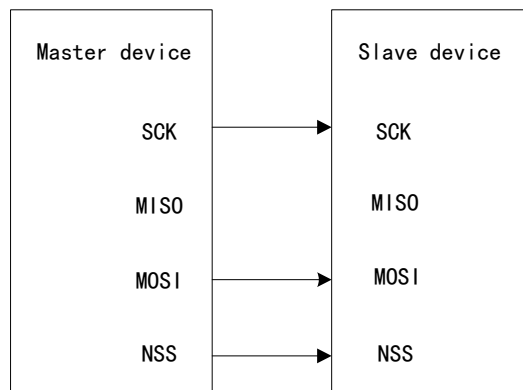 Master device
SCK
MISO
MOSI
NSS
Slave device
SCK
MISO
MOSI
NSS